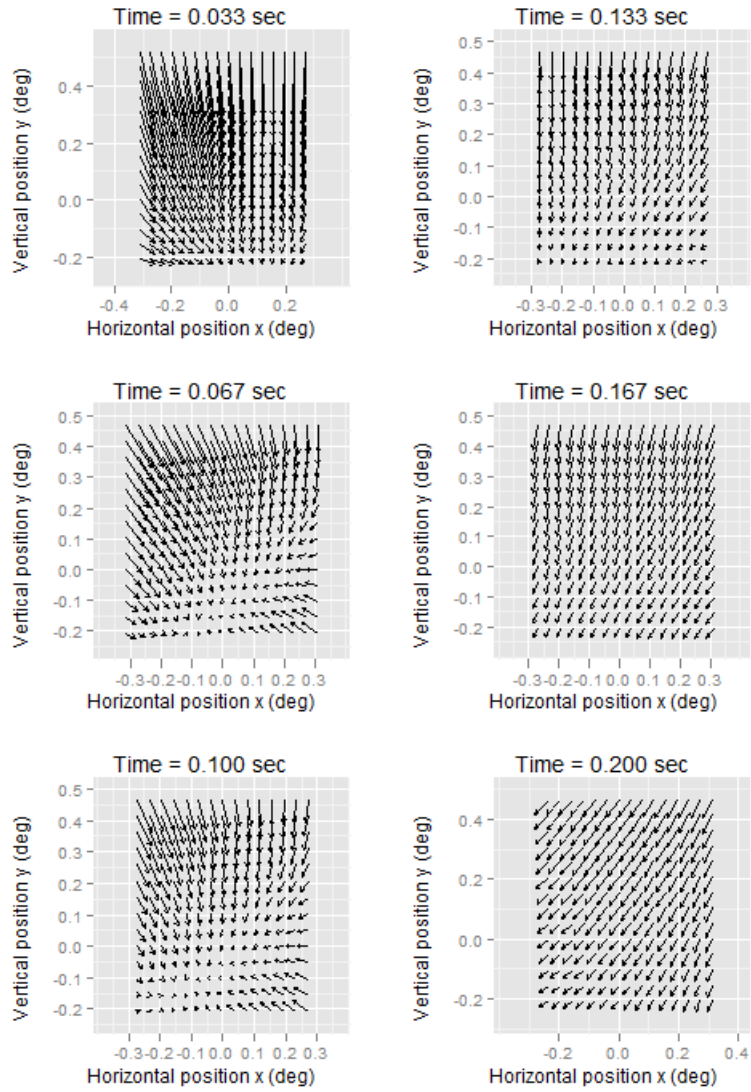 Time = 0.033 sec
Vertical position y (deg)
0.4
0.2
0.0
-0.2
-0.4 -0.2 0.0 0.2
Horizontal position x (deg)
Time = 0.133 sec
Vertical position y (deg)
0.5
0.4
0.3
0.2
0.1
0.0
-0.1
-0.2
-0.3 -0.2 -0.1 0.0 0.1 0.2 0.3
Horizontal position x (deg)
Time = 0.067 sec
Vertical position y (deg)
0.5
0.4
0.3
0.2
0.1
0.0
-0.1
-0.2
-0.3 -0.2 -0.1 0.0 0.1 0.2 0.3
Horizontal position x (deg)
Time = 0.167 sec
Vertical position y (deg)
0.5
0.4
0.3
0.2
0.1
0.0
-0.1
-0.2
-0.3 -0.2 -0.1 0.0 0.1 0.2 0.3
Horizontal position x (deg)
Time = 0.100 sec
Vertical position y (deg)
0.5
0.4
0.3
0.2
0.1
0.0
-0.1
-0.2
-0.3 -0.2 -0.1 0.0 0.1 0.2 0.3
Horizontal position x (deg)
Time = 0.200 sec
Vertical position y (deg)
0.4
0.2
0.0
-0.2
-0.2 0.0 0.2 0.4
Horizontal position x (deg)